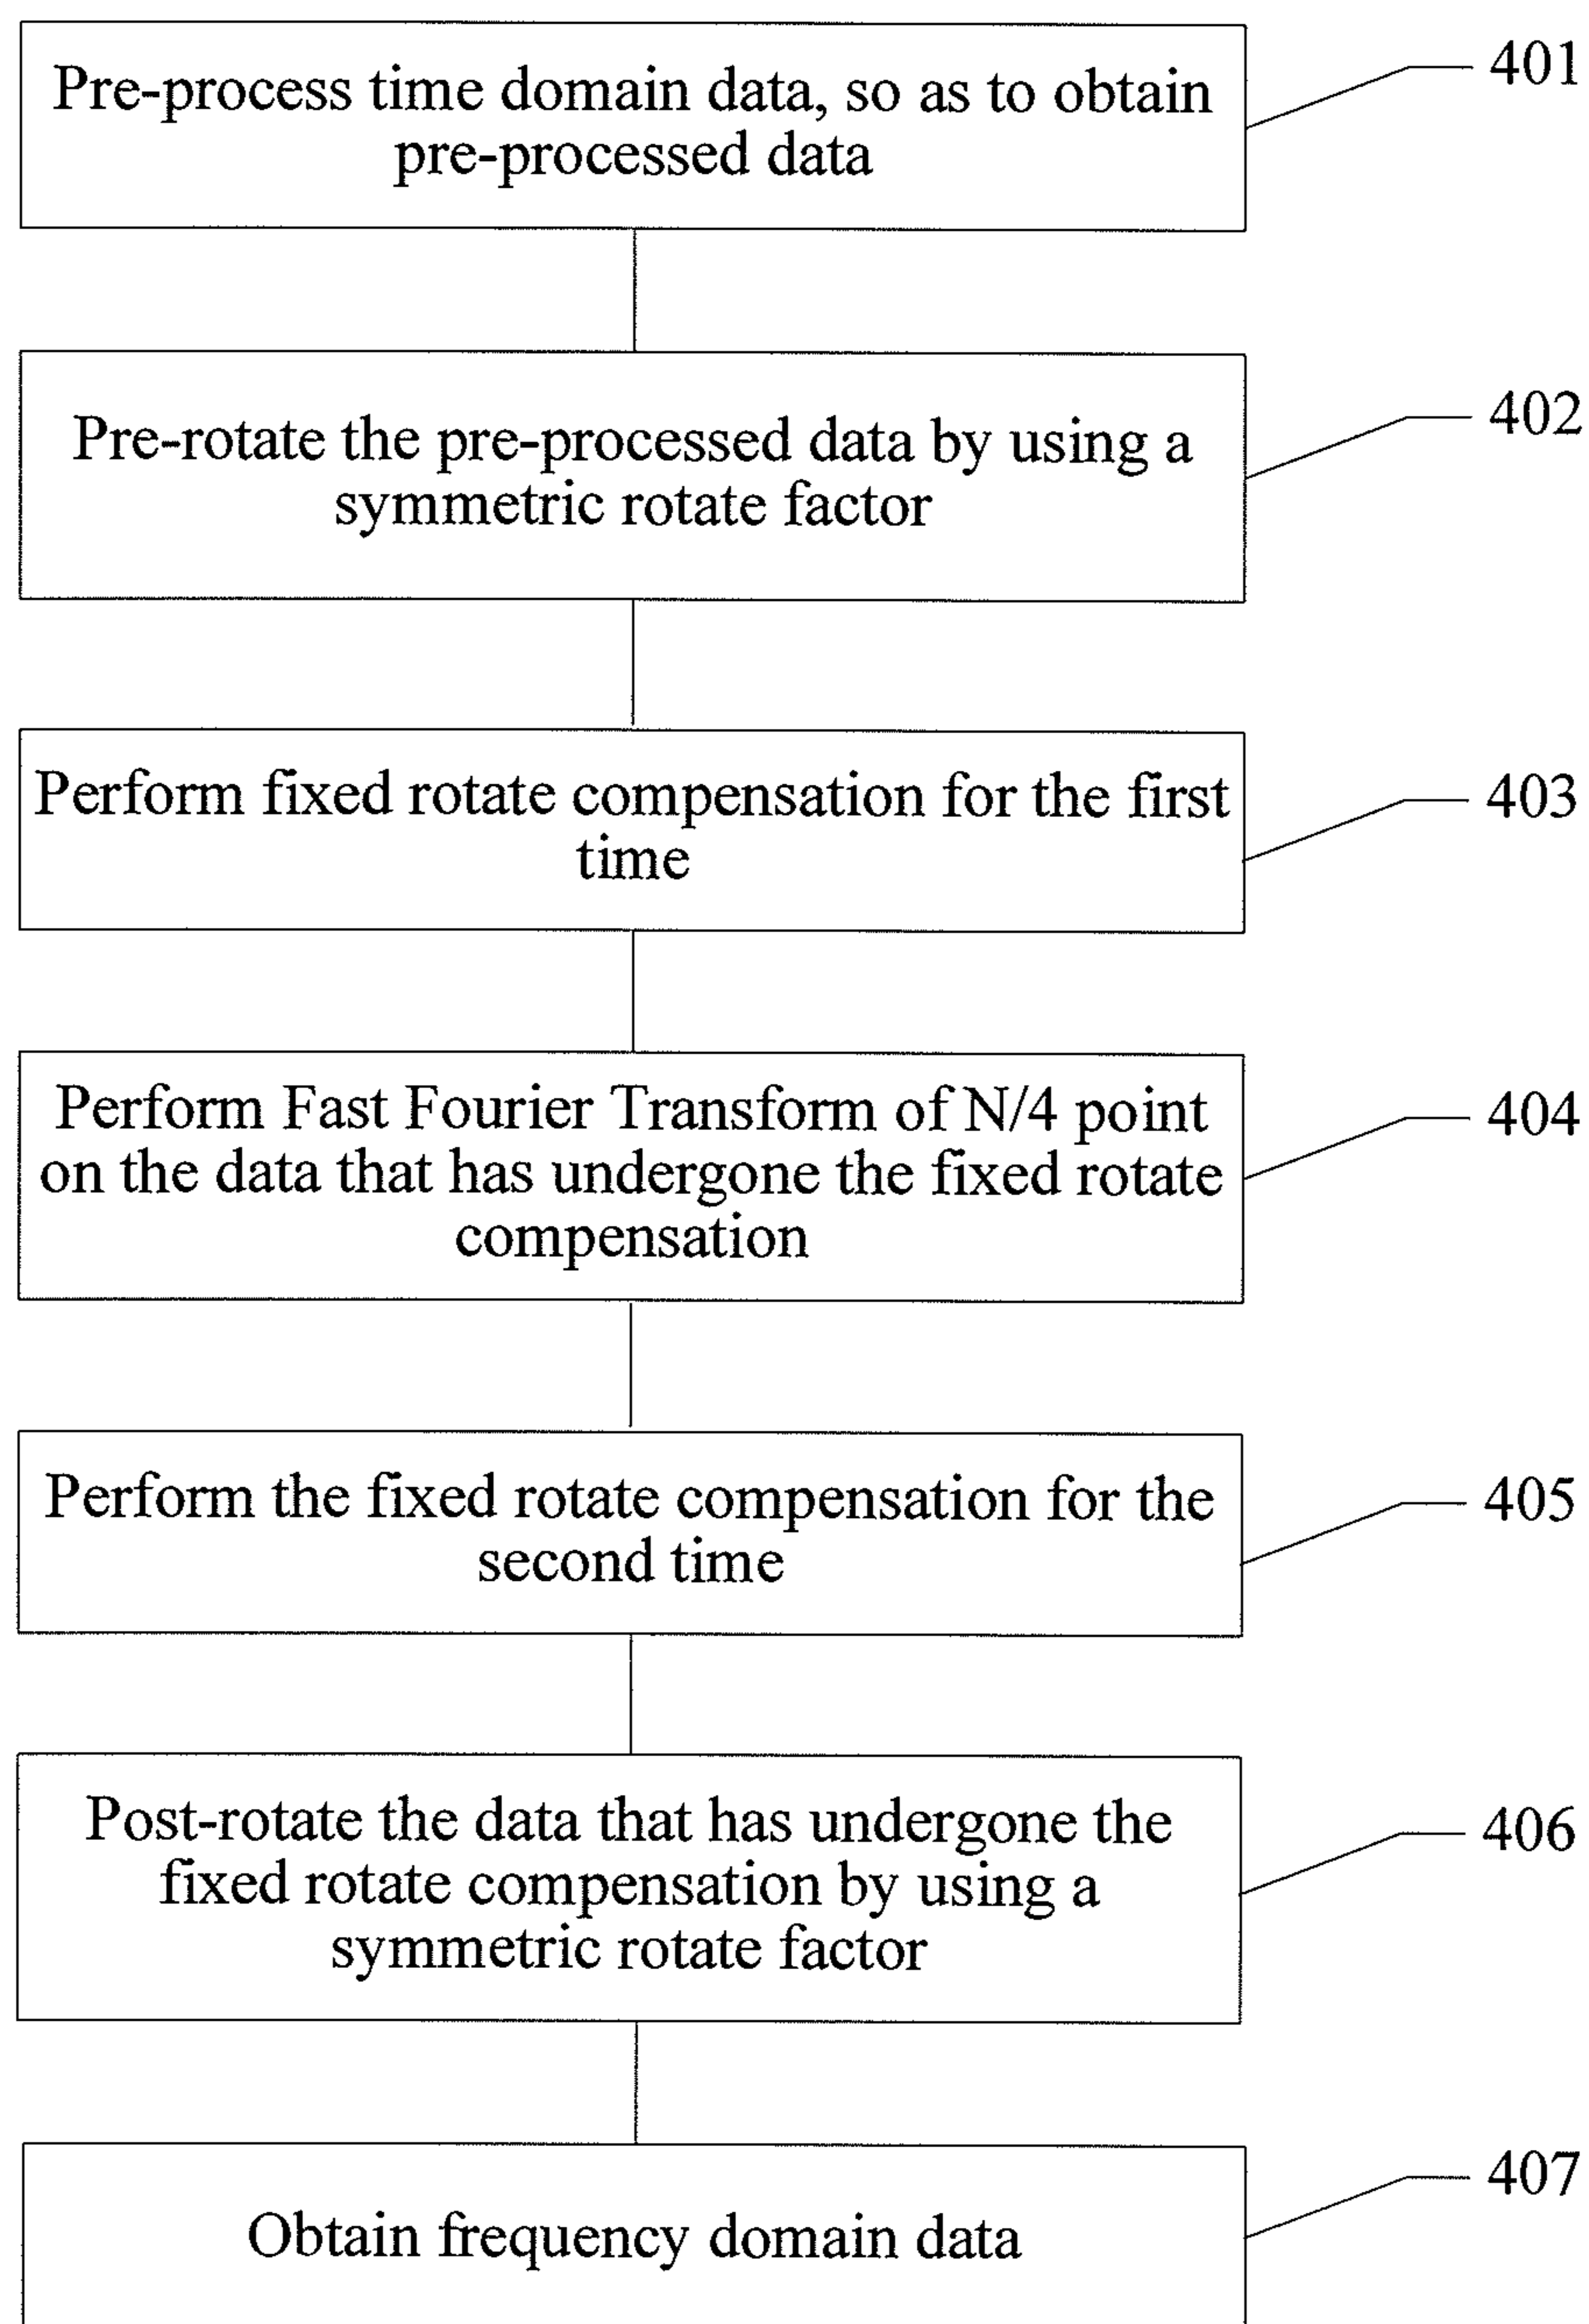 Pre-process time domain data, so as to obtain
pre-processed data
401
Pre-rotate the pre-processed data by using a
symmetric rotate factor
402
Perform fixed rotate compensation for the first
time
403
Perform Fast Fourier Transform of N/4 point
on the data that has undergone the fixed rotate
compensation
404
Perform the fixed rotate compensation for the
second time
405
Post-rotate the data that has undergone the
fixed rotate compensation by using a
symmetric rotate factor
406
Obtain frequency domain data
407